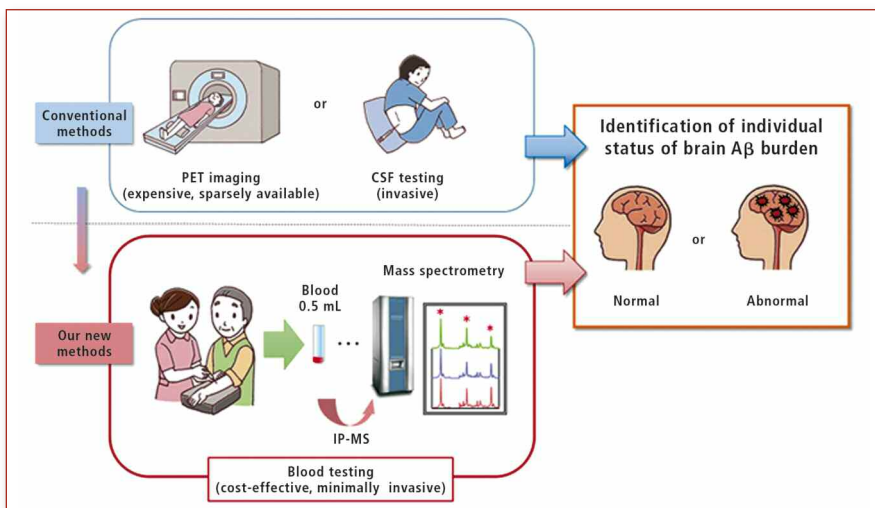 Conventional
methods
or
PET imaging
(expensive, sparsely available)
CSF testing
(invasive)
Identification of individual
status of brain Aβ burden
or
Normal
Abnormal
Our new
methods
Blood
0.5 mL
Mass spectrometry
IP-MS
Blood testing
(cost-effective, minimally invasive)